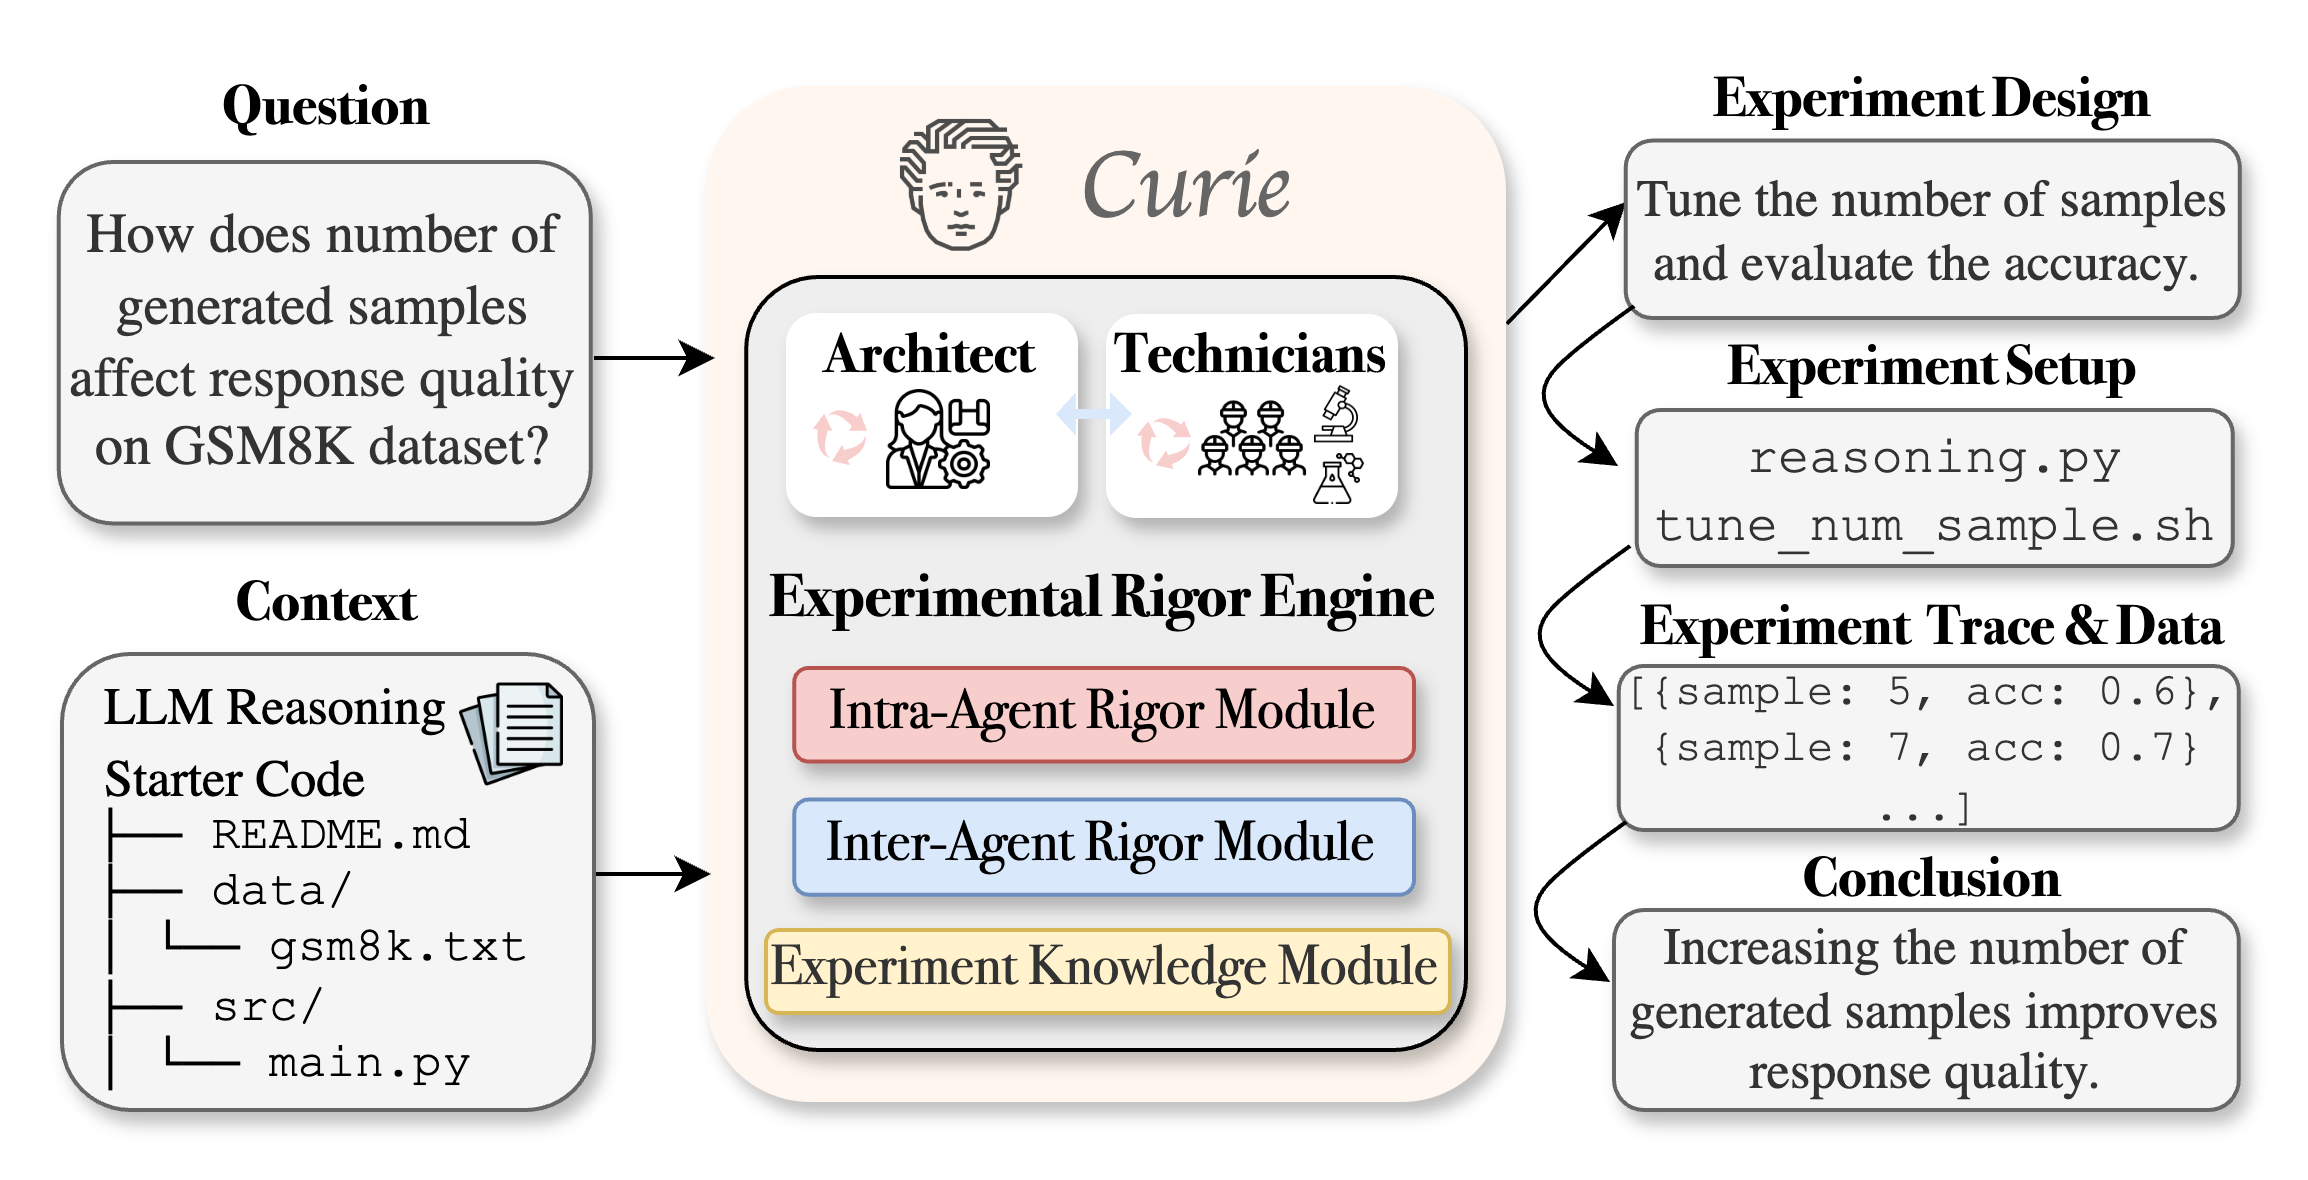 Question
How does number of
generated samples
affect response quality
on GSM8K dataset?
Context
LLM Reasoning
Starter Code
README.md
data/
gsm8k.txt
src/
main.py
Curie
Architect
Technicians
Experimental Rigor Engine
Intra-Agent Rigor Module
Inter-Agent Rigor Module
Experiment Knowledge Module
Experiment Design
Tune the number of samples
and evaluate the accuracy.
Experiment Setup
reasoning.py
tune_num_sample.sh
Experiment Trace & Data
[{sample: 5, acc: 0.6},
{sample: 7, acc: 0.7}
...]
Conclusion
Increasing the number of
generated samples improves
response quality.